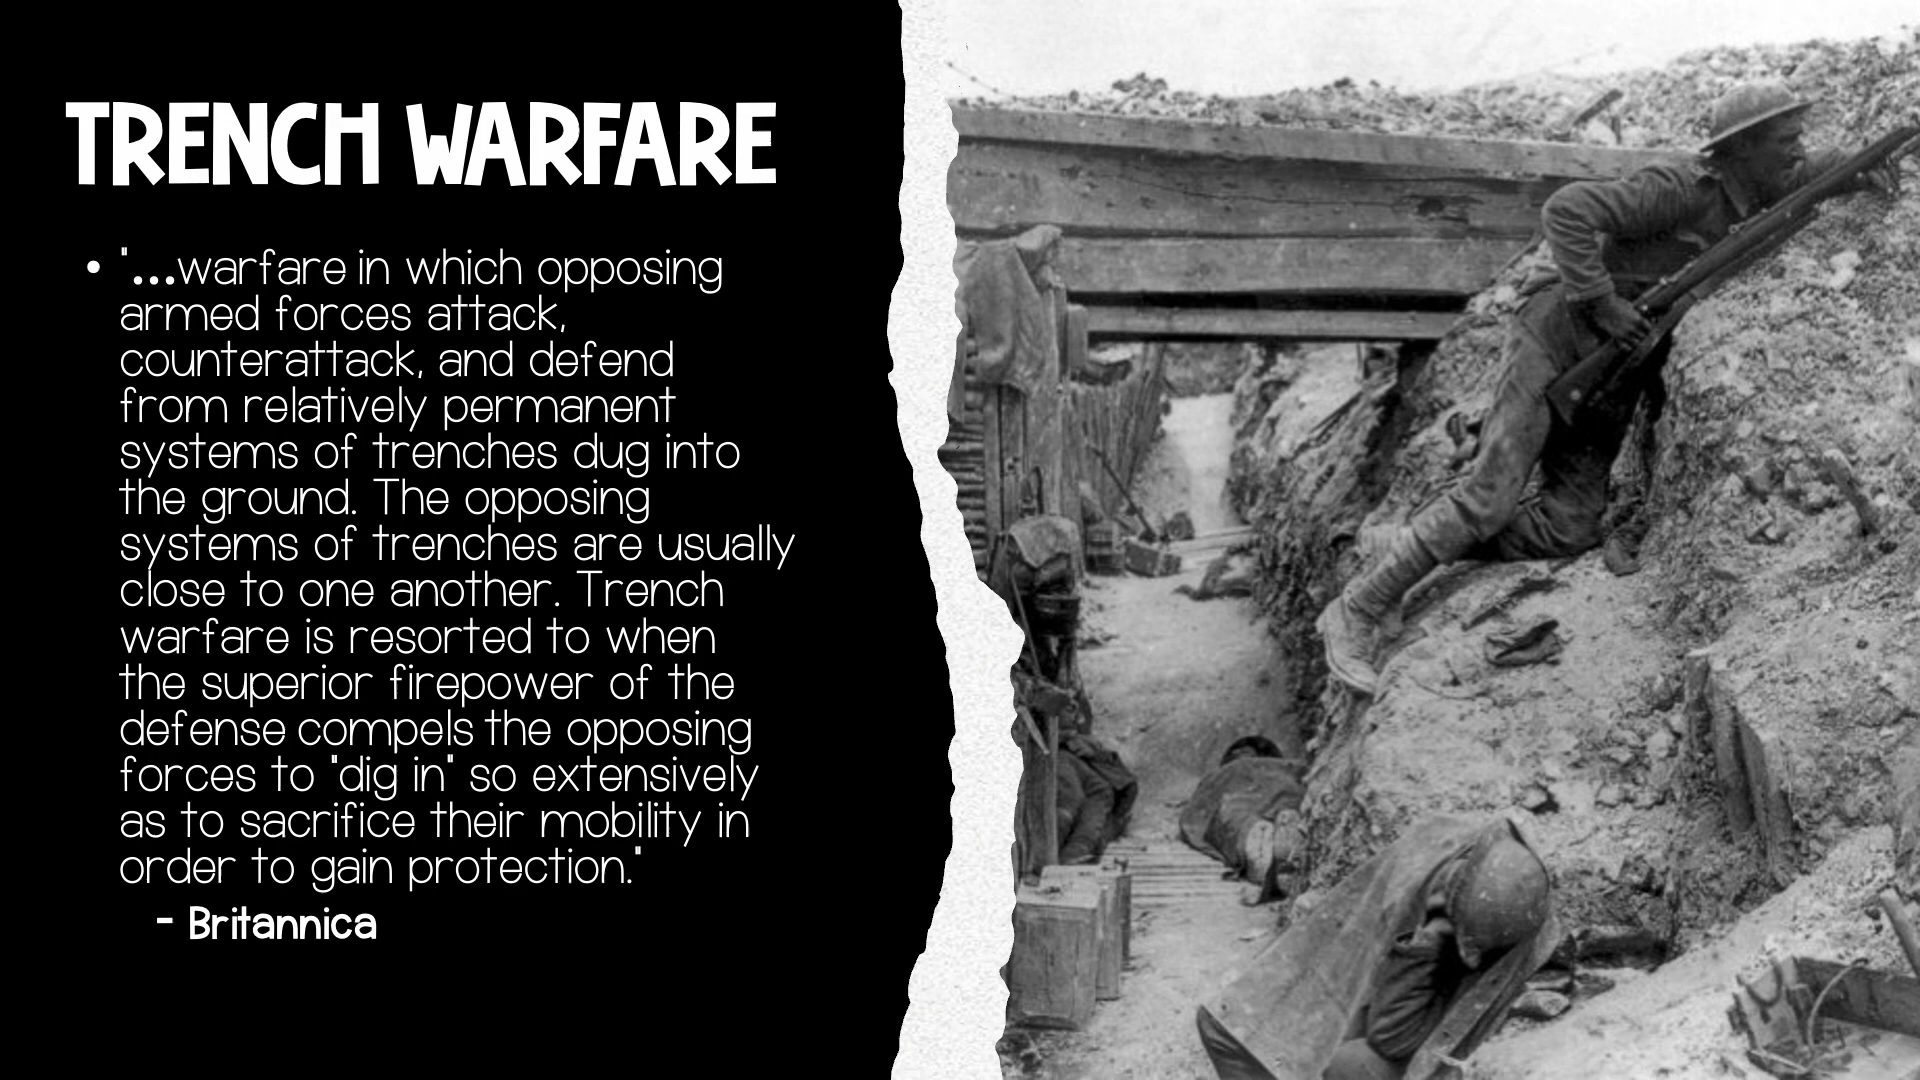 TRENCH WARFARE
• "...warfare in which opposing
armed forces attack,
counterattack, and defend
from relatively permanent
systems of trenches dug into
the ground. The opposing
systems of trenches are usually
close to one another. Trench
warfare is resorted to when
the superior firepower of the
defense compels the opposing
forces to "dig in" so extensively
as to sacrifice their mobility in
order to gain protection."
- Britannica